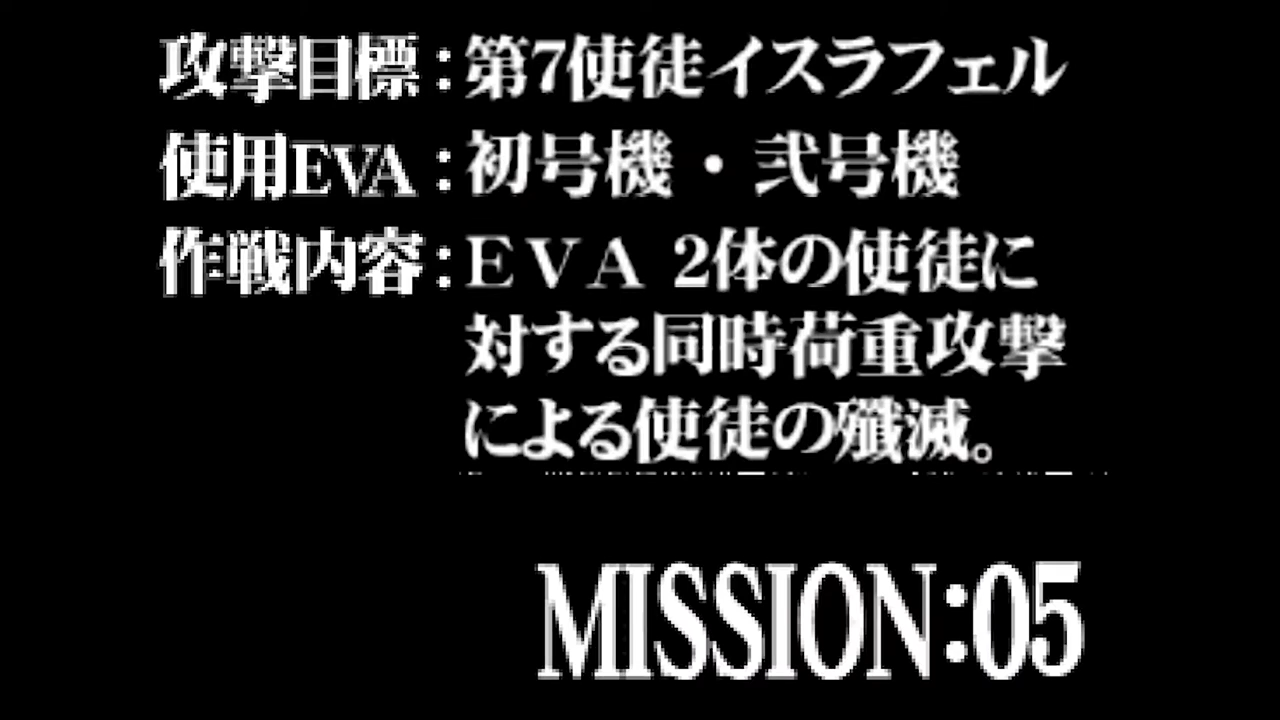 攻撃目標：第7使徒イスラフェル
使用EVA：初号機・弐号機
作戦内容：ＥＶＡ 2体の使徒に
対する同時荷重攻撃
による使徒の殲滅。
MISSION:05